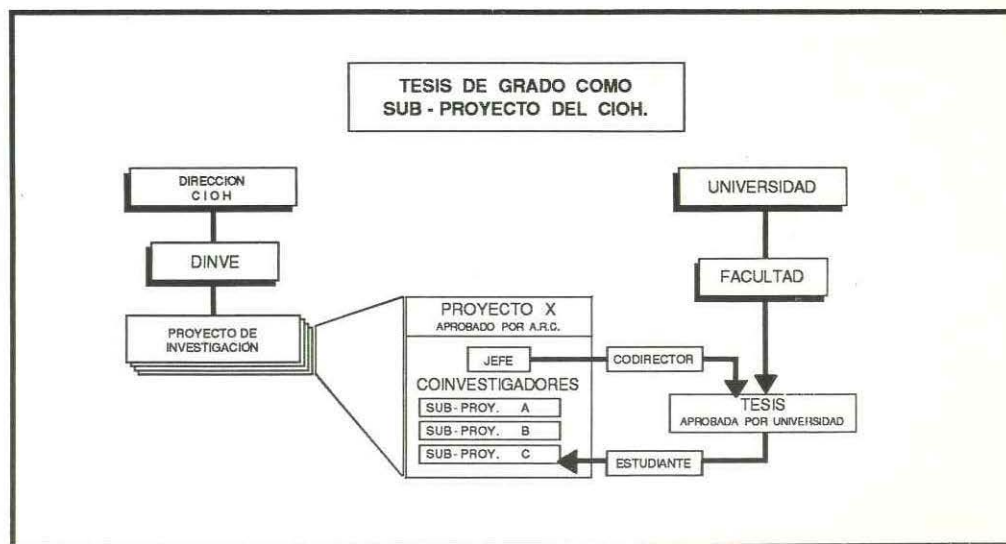 TESIS DE GRADO COMO
SUB - PROYECTO DEL CIOH.
DIRECCION
C I O H
DINVE
PROYECTO DE
INVESTIGACIÓN
PROYECTO X
APROBADO POR A.R.C.
JEFE
COINVESTIGADORES
SUB - PROY. A
SUB - PROY. B
SUB - PROY. C
CODIRECTOR
ESTUDIANTE
UNIVERSIDAD
FACULTAD
TESIS
APROBADA POR UNIVERSIDAD